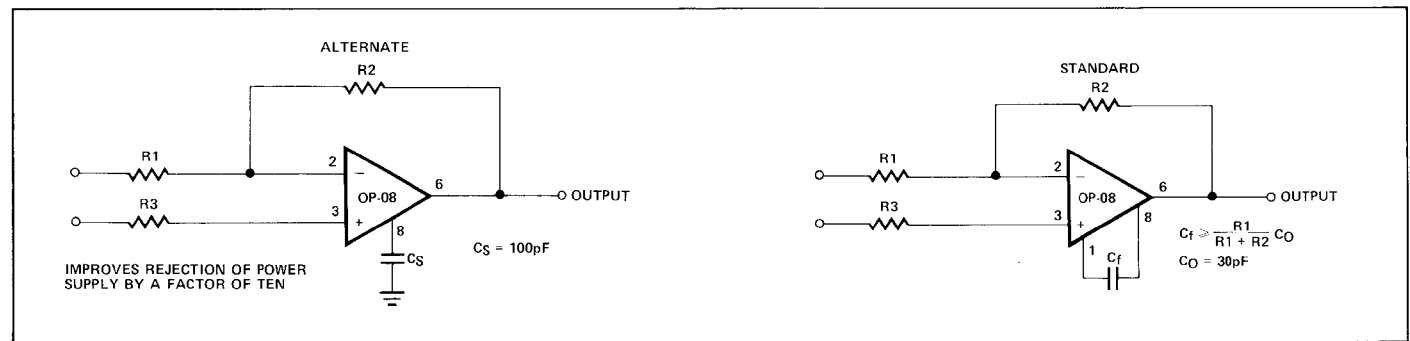 ALTERNATE
R2
R1
2
−
OP-08
6
OUTPUT
R3
3
+
8
CS
CS = 100pF
IMPROVES REJECTION OF POWER
SUPPLY BY A FACTOR OF TEN
STANDARD
R2
R1
2
−
OP-08
6
OUTPUT
R3
3
+
8
1
Cf
Cf ⩾ R1 / R1 + R2 CO
CO = 30pF